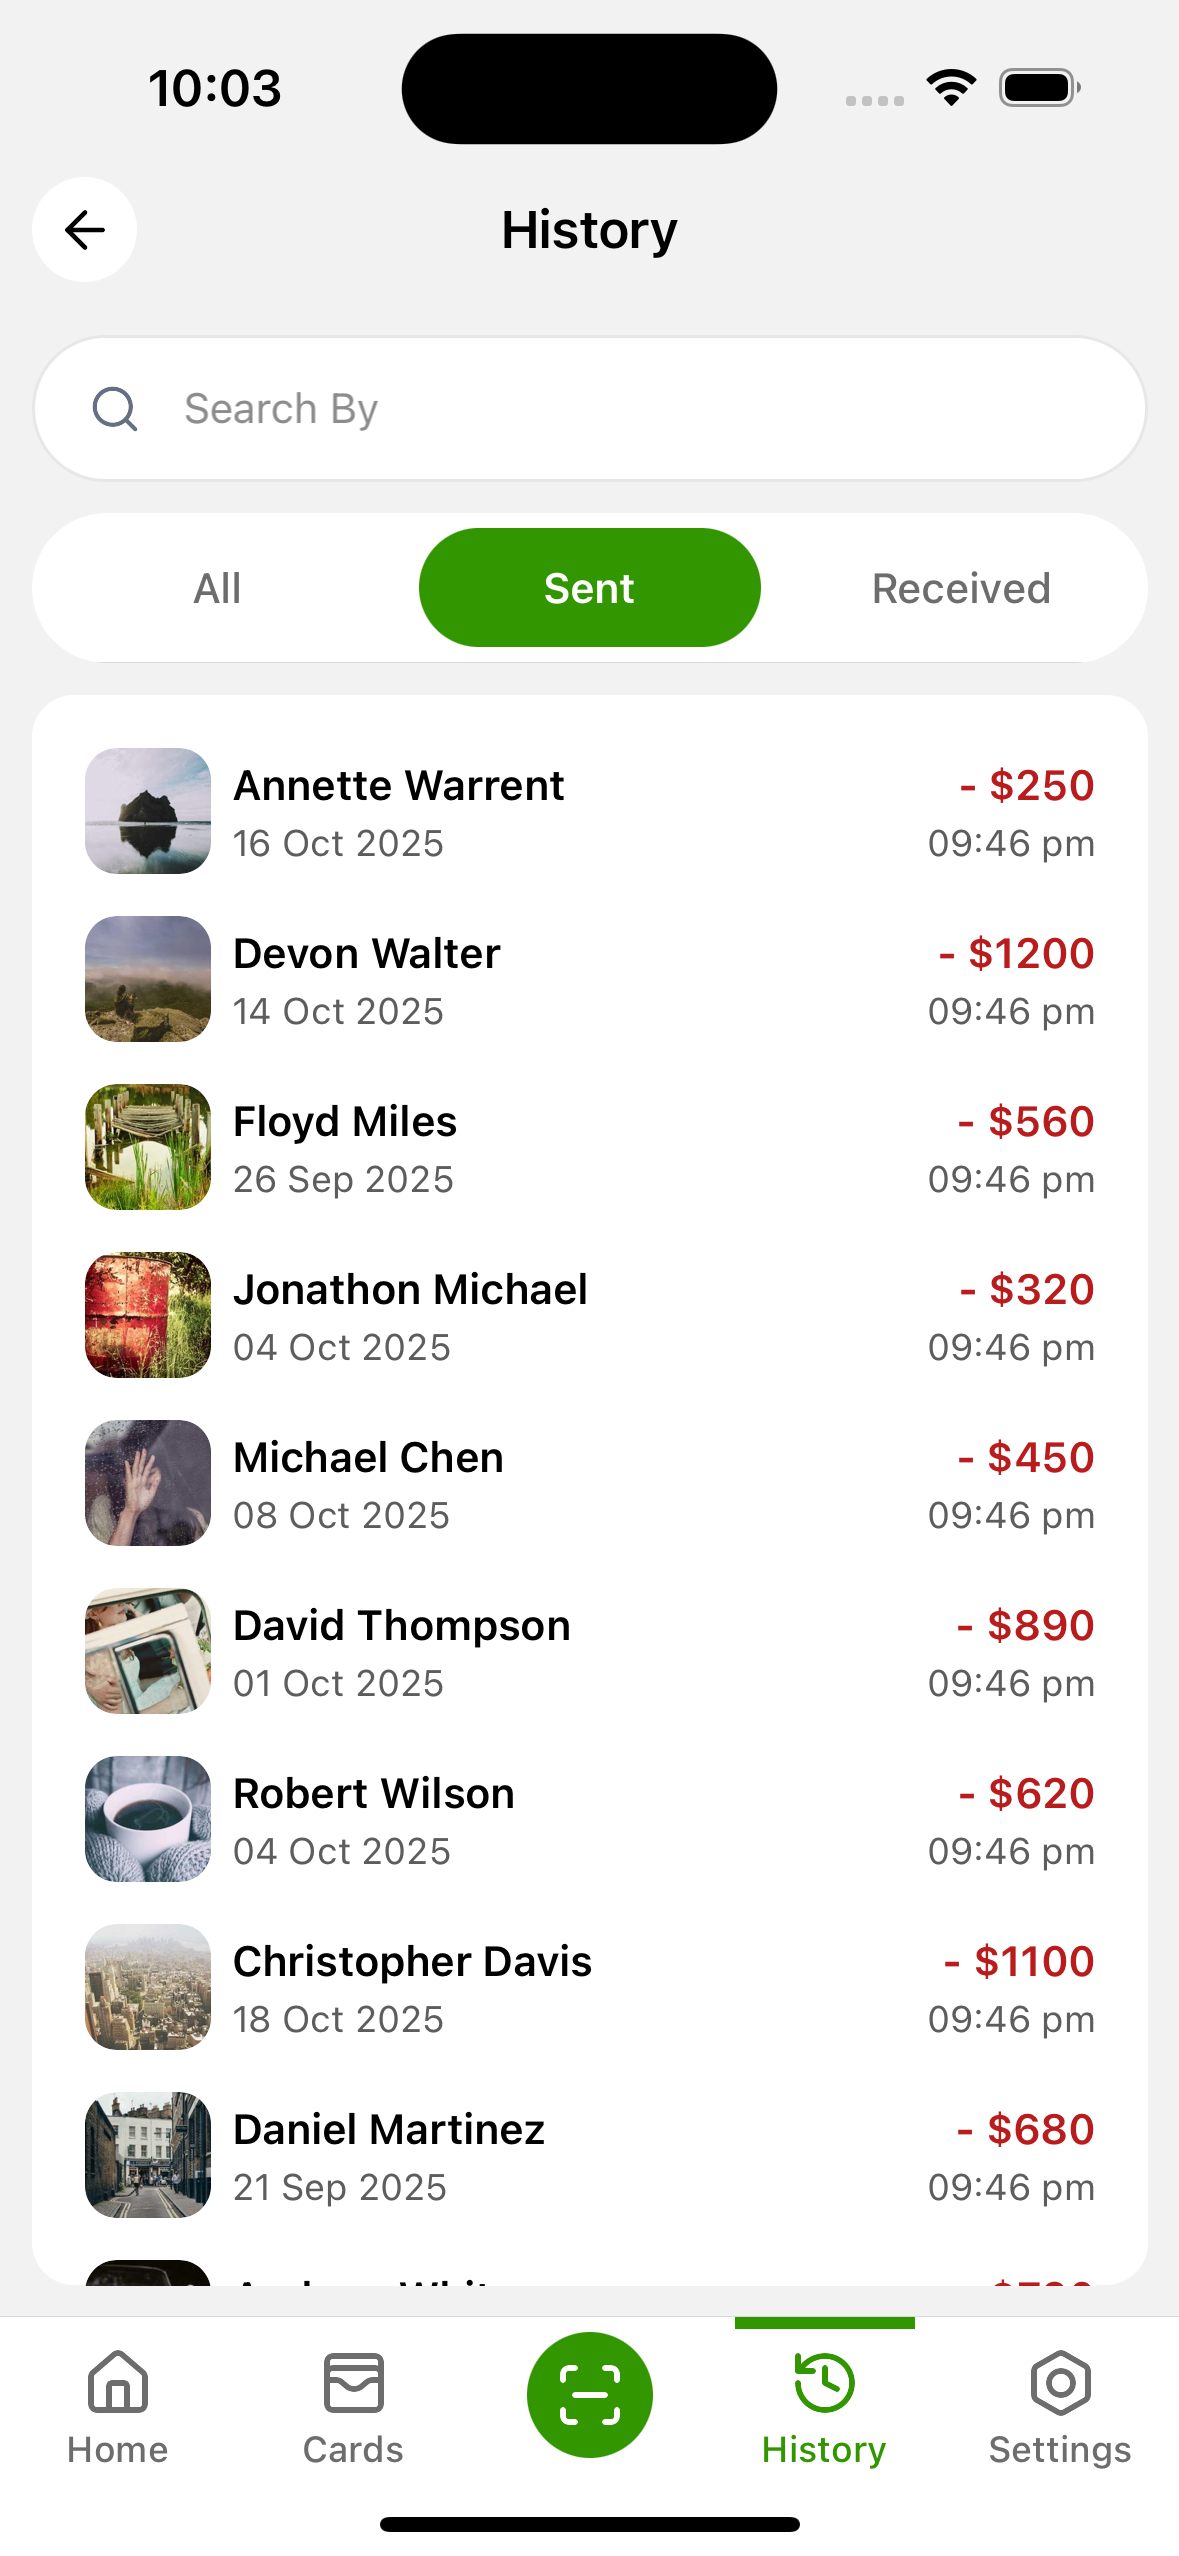 10:03
History
Search By
All
Sent
Received
Annette Warrent
- $250
16 Oct 2025
09:46 pm
Devon Walter
- $1200
14 Oct 2025
09:46 pm
Floyd Miles
- $560
26 Sep 2025
09:46 pm
Jonathon Michael
- $320
04 Oct 2025
09:46 pm
Michael Chen
- $450
08 Oct 2025
09:46 pm
David Thompson
- $890
01 Oct 2025
09:46 pm
Robert Wilson
- $620
04 Oct 2025
09:46 pm
Christopher Davis
- $1100
18 Oct 2025
09:46 pm
Daniel Martinez
- $680
21 Sep 2025
09:46 pm
Home
Cards
History
Settings